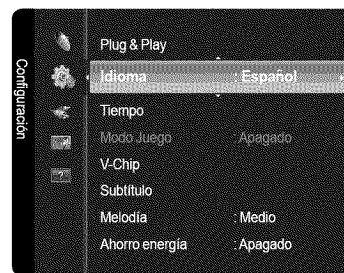 Configuración
Plug & Play
Idioma : Español
Tiempo
Modo Juego : Apagado
V-Chip
Subtítulo
Melodía : Medio
Ahorro energía : Apagado